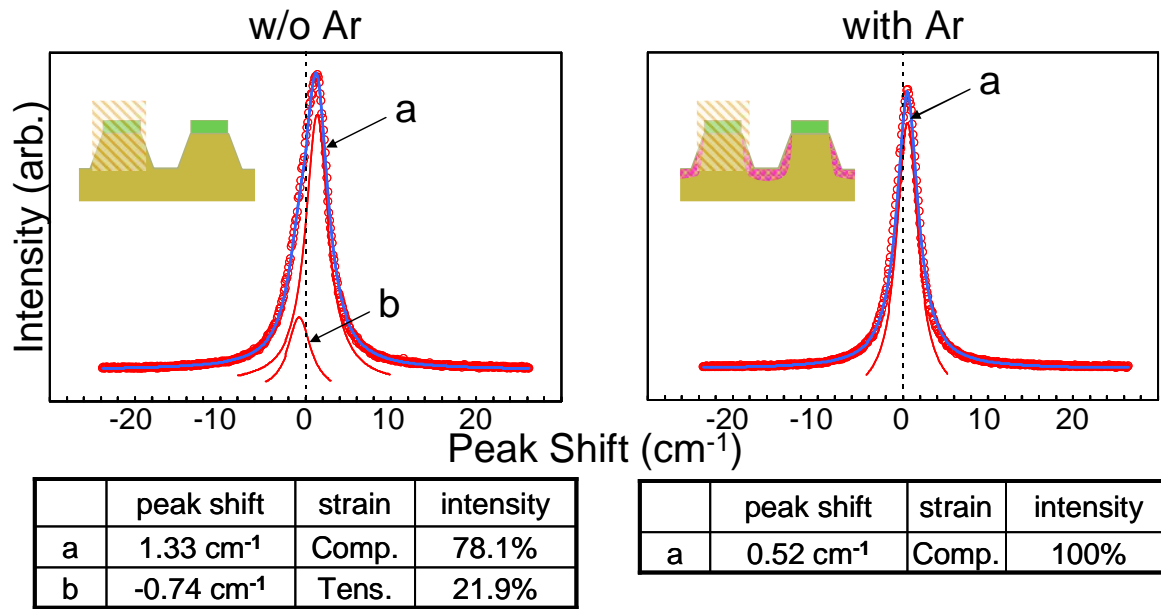 w/o Ar
with Ar
Intensity (arb.)
a
b
a
-20 -10 0 10 20
-20 -10 0 10 20
Peak Shift (cm⁻¹)
peak shift strain intensity
a 1.33 cm⁻¹ Comp. 78.1%
b -0.74 cm⁻¹ Tens. 21.9%
peak shift strain intensity
a 0.52 cm⁻¹ Comp. 100%